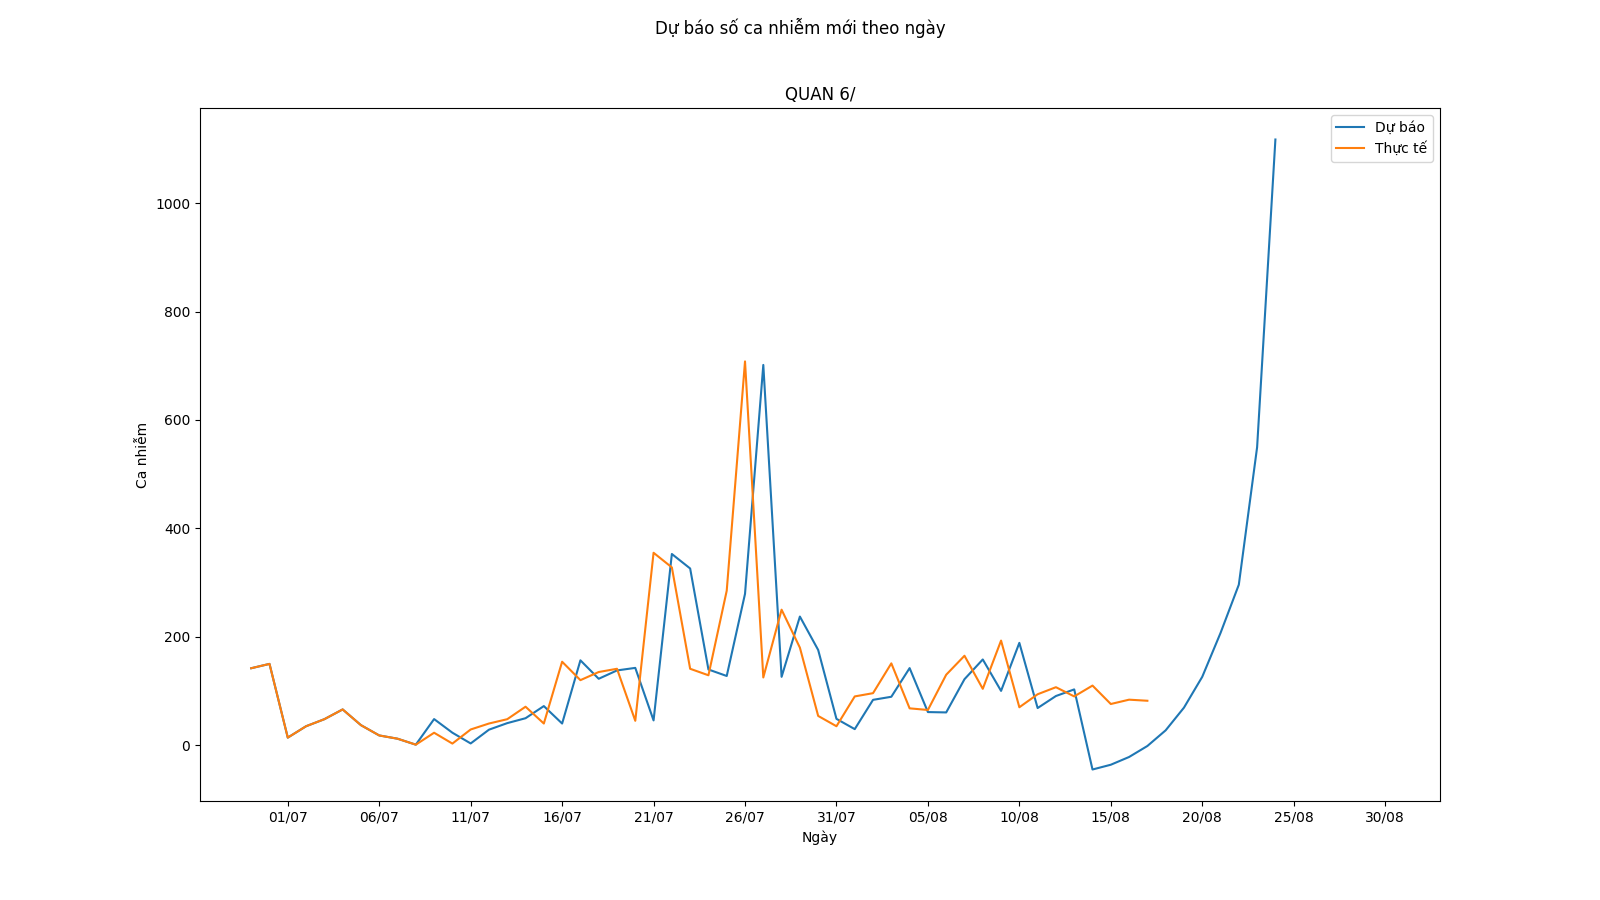 Dự báo số ca nhiễm mới theo ngày
QUAN 6/
Dự báo
Thực tế
1000
800
600
400
200
0
Ca nhiễm
01/07 06/07 11/07 16/07 21/07 26/07 31/07 05/08 10/08 15/08 20/08 25/08 30/08
Ngày